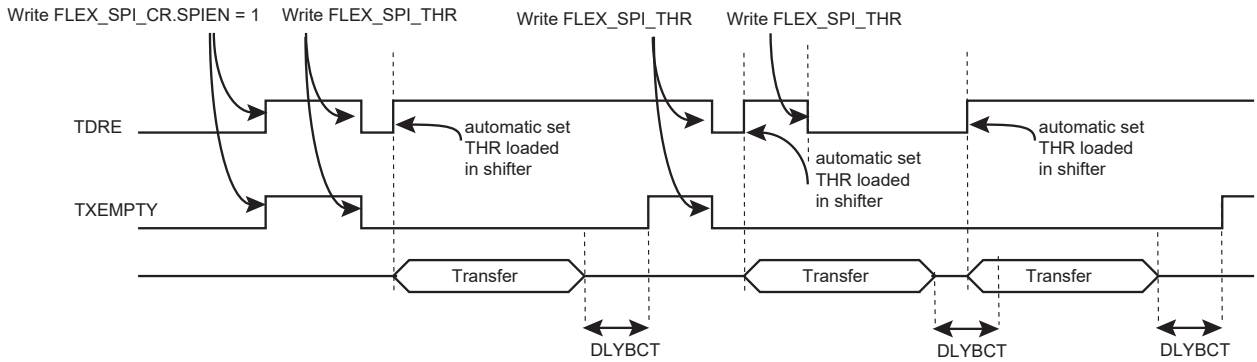 Write FLEX_SPI_CR.SPIEN = 1
Write FLEX_SPI_THR
Write FLEX_SPI_THR
Write FLEX_SPI_THR
TDRE
automatic set
THR loaded
in shifter
automatic set
THR loaded
in shifter
automatic set
THR loaded
in shifter
TXEMPTY
Transfer
Transfer
Transfer
DLYBCT
DLYBCT
DLYBCT